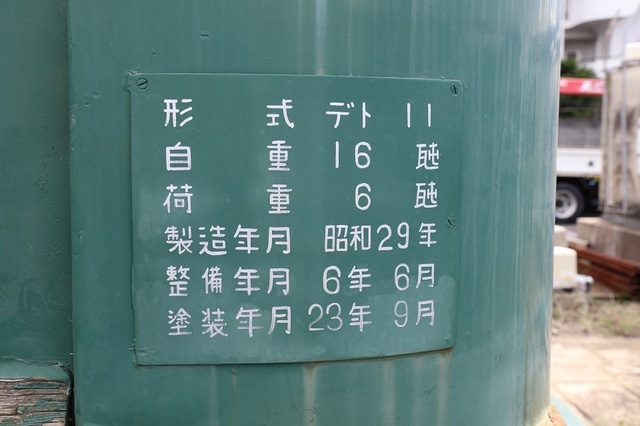 形式 デト 11
自重 16 瓲
荷重 6 瓲
製造年月 昭和29年
整備年月 6年 6月
塗装年月 23年 9月